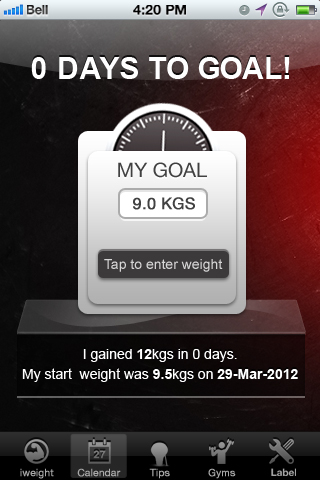 Bell 4:20 PM
0 DAYS TO GOAL!
MY GOAL
9.0 KGS
Tap to enter weight
I gained 12kgs in 0 days.
My start weight was 9.5kgs on 29-Mar-2012
27
iweight Calendar Tips Gyms Label